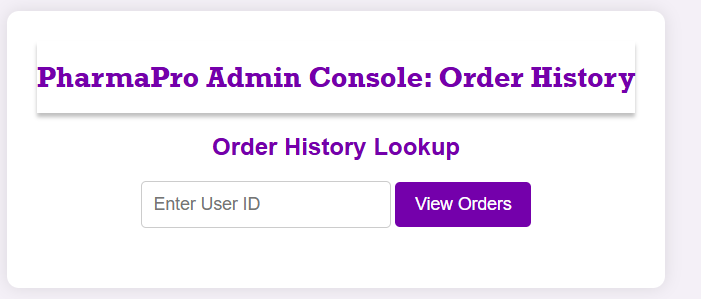 PharmaPro Admin Console: Order History
Order History Lookup
Enter User ID
View Orders